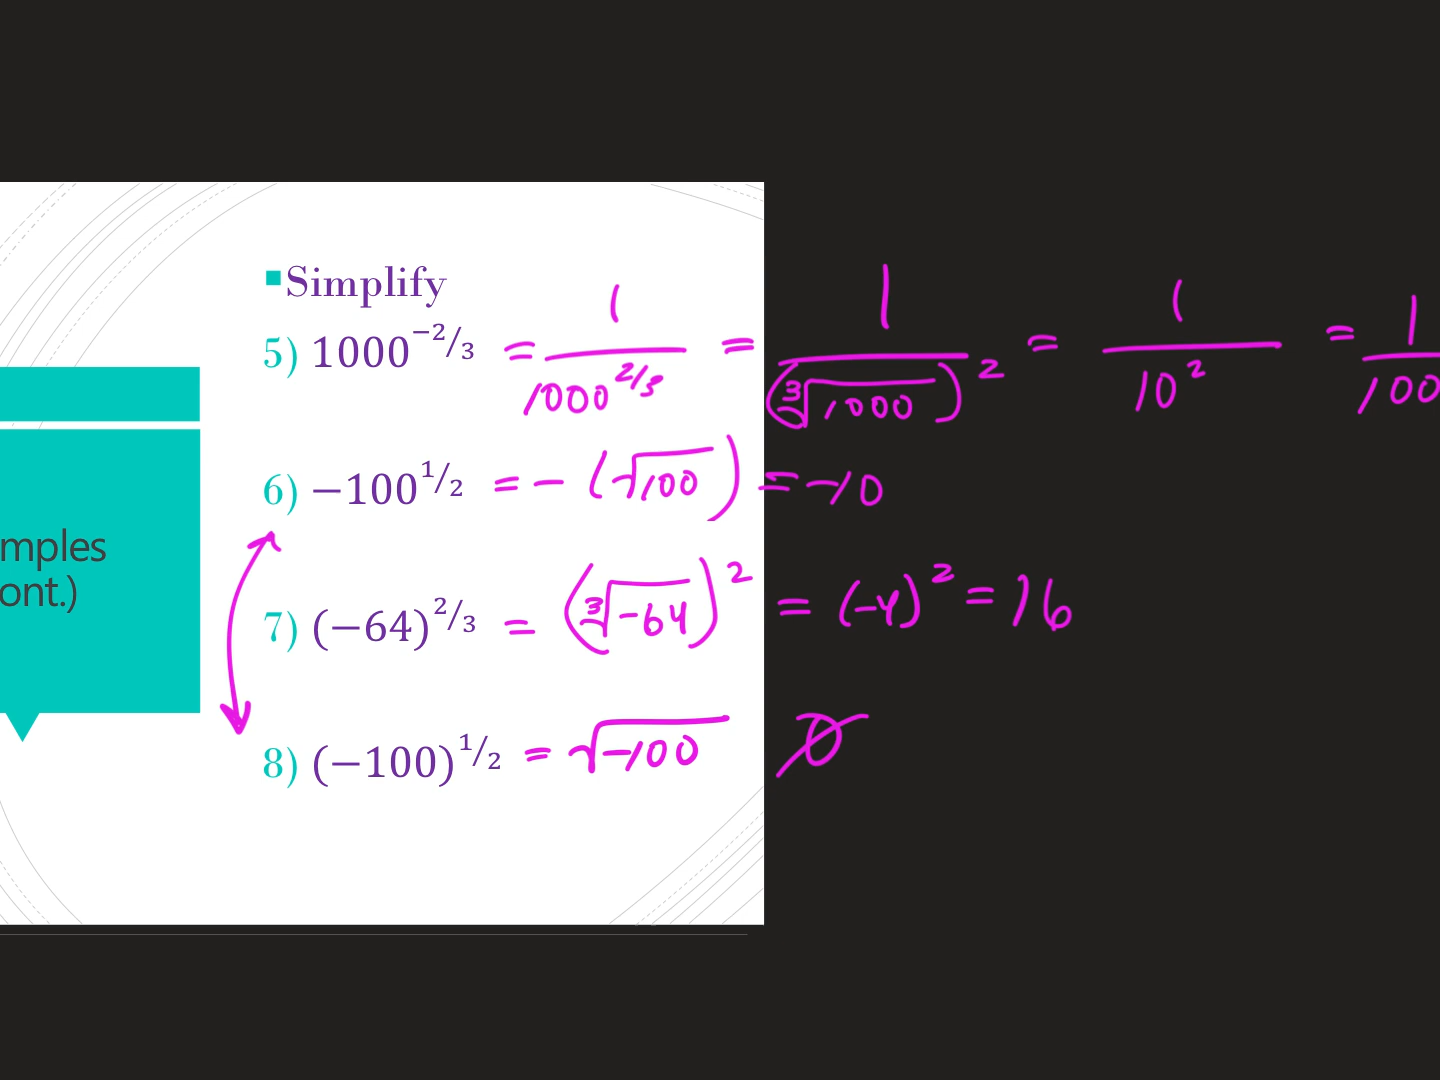 mples
ont.)
▪Simplify
5) 1000^{-2/3} = 1/1000^{2/3} = 1/(∛1000)^2 = 1/10^2 = 1/100
6) −100^{1/2} = −(√100) = −10
7) (−64)^{2/3} = (∛−64)^2 = (−4)^2 = 16
8) (−100)^{1/2} = √−100 ∅